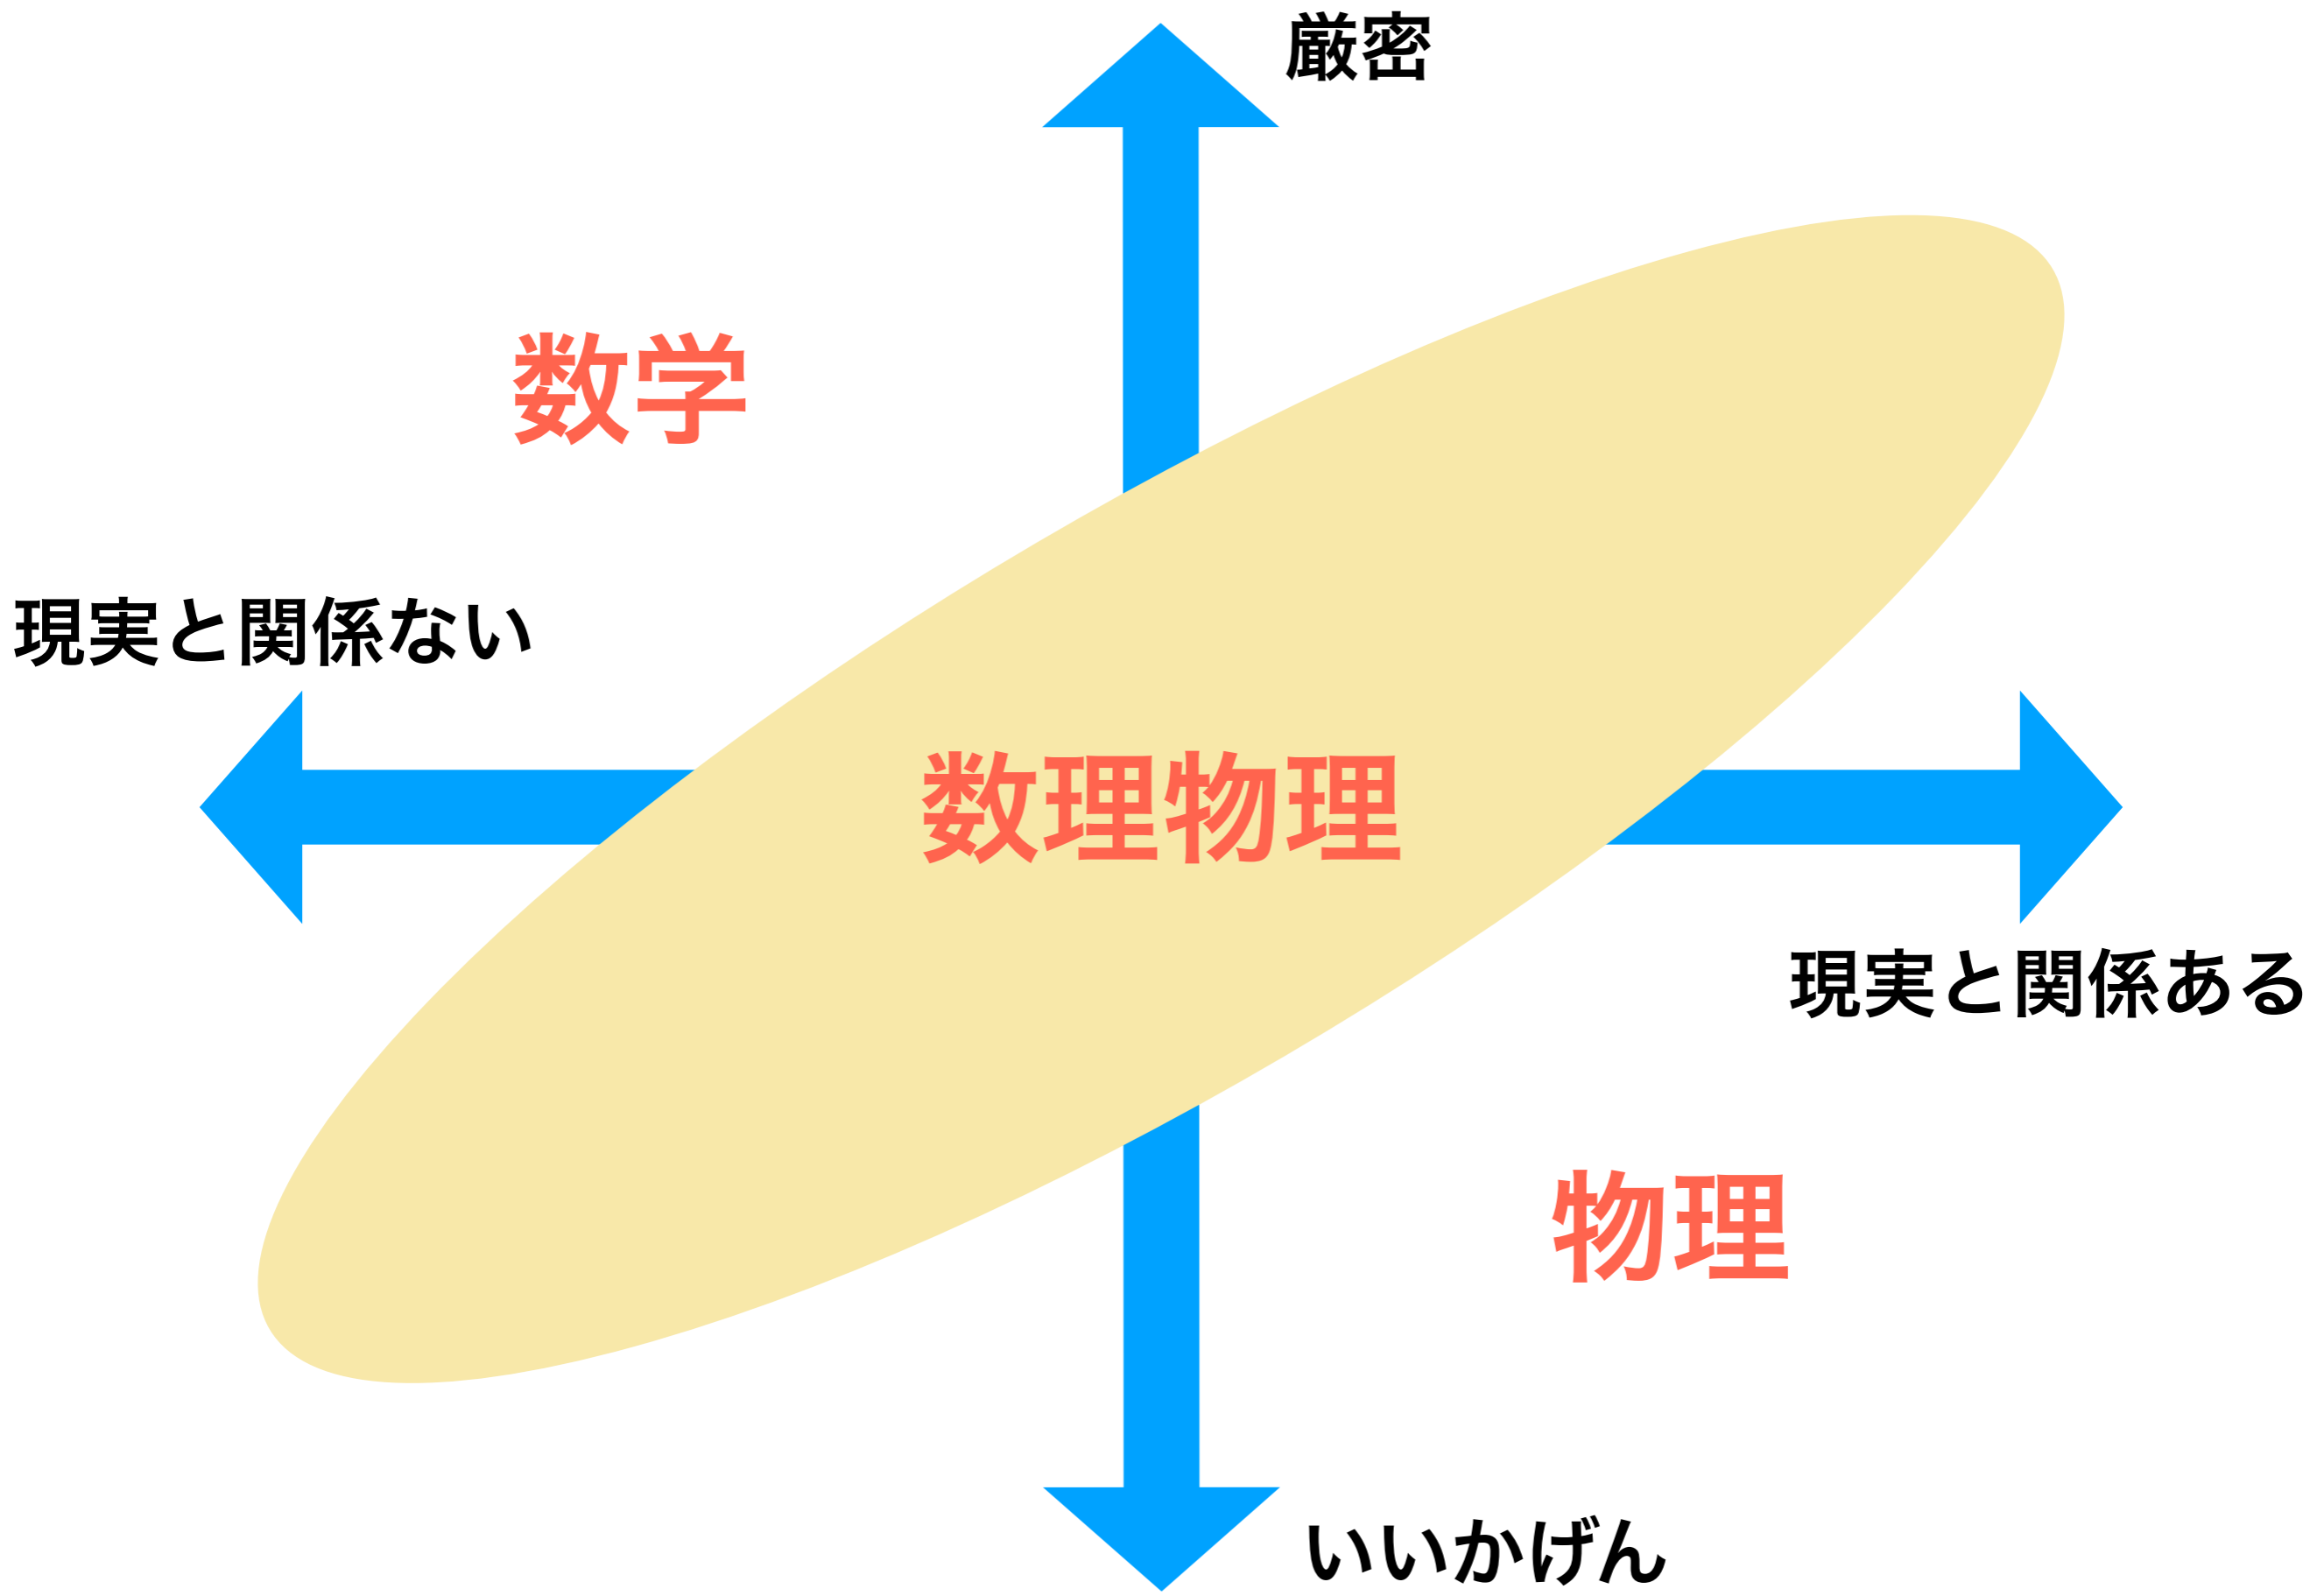 厳密
数学
現実と関係ない
数理物理
現実と関係ある
物理
いいかげん